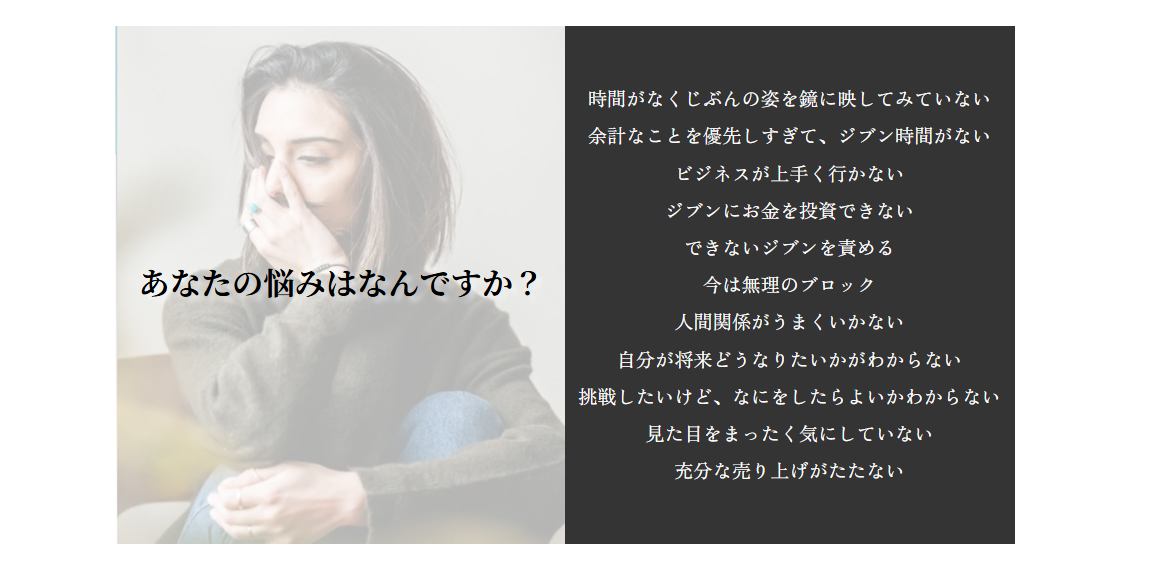 あなたの悩みはなんですか？
時間がなくじぶんの姿を鏡に映してみていない
余計なことを優先しすぎて、ジブン時間がない
ビジネスが上手く行かない
ジブンにお金を投資できない
できないジブンを責める
今は無理のブロック
人間関係がうまくいかない
自分が将来どうなりたいかがわからない
挑戦したいけど、なにをしたらよいかわからない
見た目をまったく気にしていない
充分な売り上げがたたない